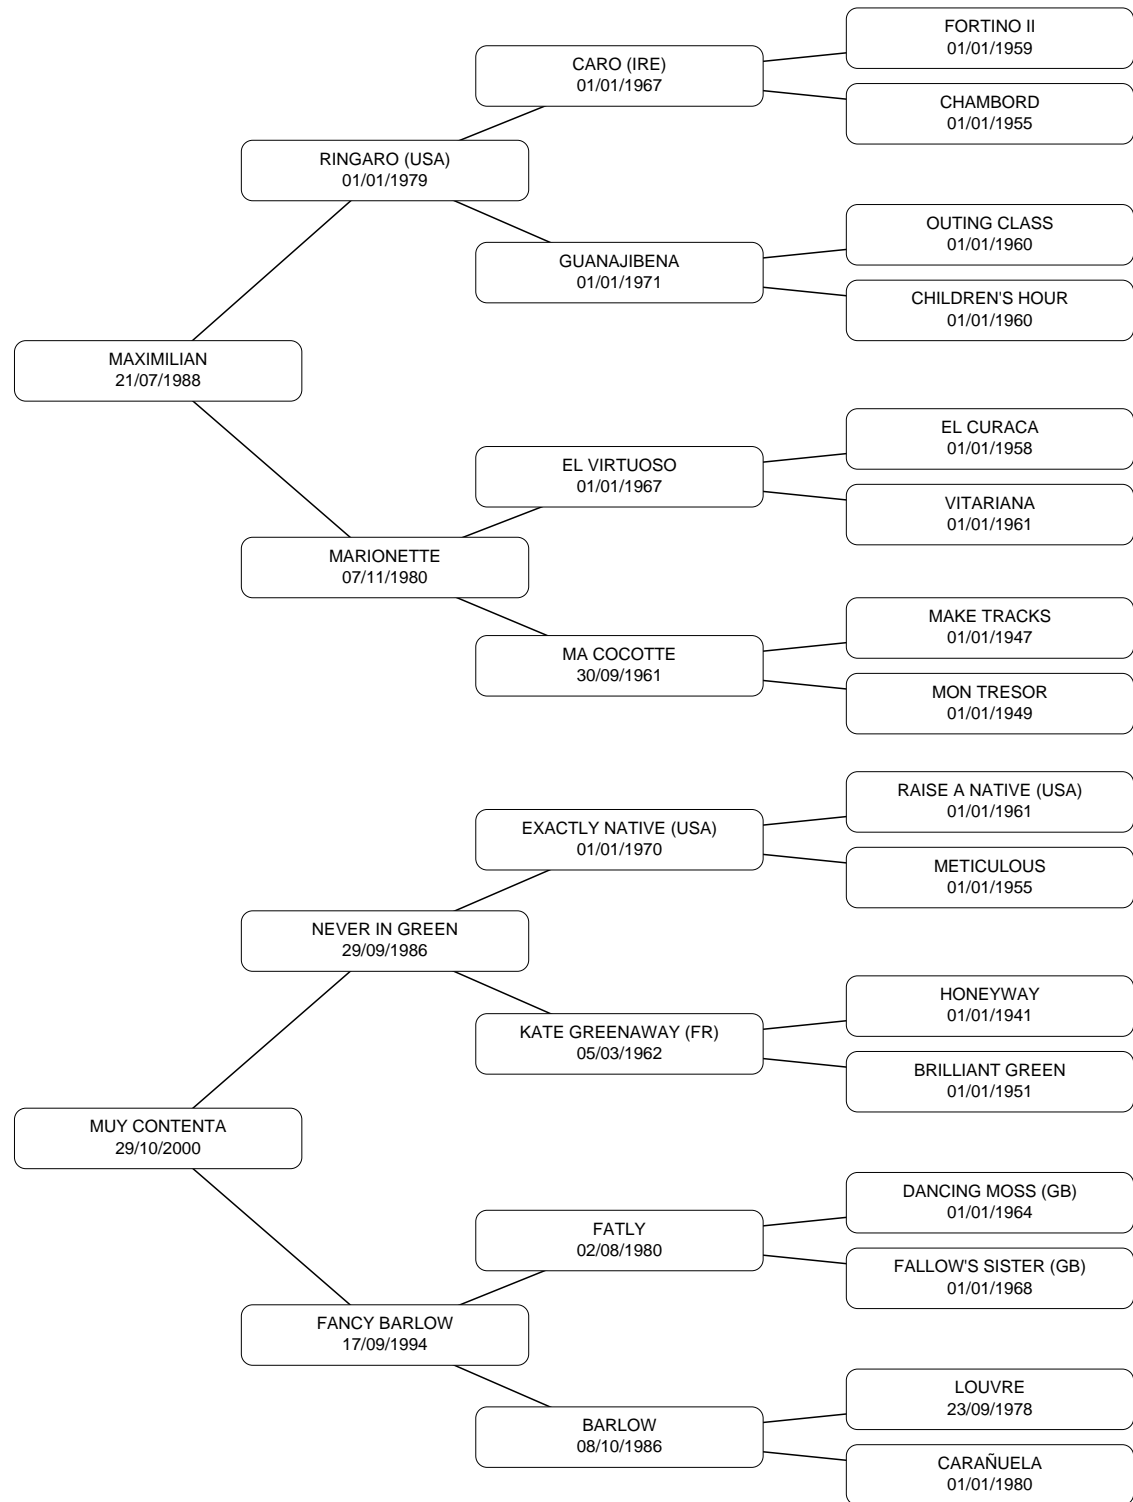 FORTINO II
01/01/1959
CARO (IRE)
01/01/1967
CHAMBORD
01/01/1955
RINGARO (USA)
01/01/1979
OUTING CLASS
01/01/1960
GUANAJIBENA
01/01/1971
CHILDREN'S HOUR
01/01/1960
MAXIMILIAN
21/07/1988
EL CURACA
01/01/1958
EL VIRTUOSO
01/01/1967
VITARIANA
01/01/1961
MARIONETTE
07/11/1980
MAKE TRACKS
01/01/1947
MA COCOTTE
30/09/1961
MON TRESOR
01/01/1949
RAISE A NATIVE (USA)
01/01/1961
EXACTLY NATIVE (USA)
01/01/1970
METICULOUS
01/01/1955
NEVER IN GREEN
29/09/1986
HONEYWAY
01/01/1941
KATE GREENAWAY (FR)
05/03/1962
BRILLIANT GREEN
01/01/1951
MUY CONTENTA
29/10/2000
DANCING MOSS (GB)
01/01/1964
FATLY
02/08/1980
FALLOW'S SISTER (GB)
01/01/1968
FANCY BARLOW
17/09/1994
LOUVRE
23/09/1978
BARLOW
08/10/1986
CARAÑUELA
01/01/1980